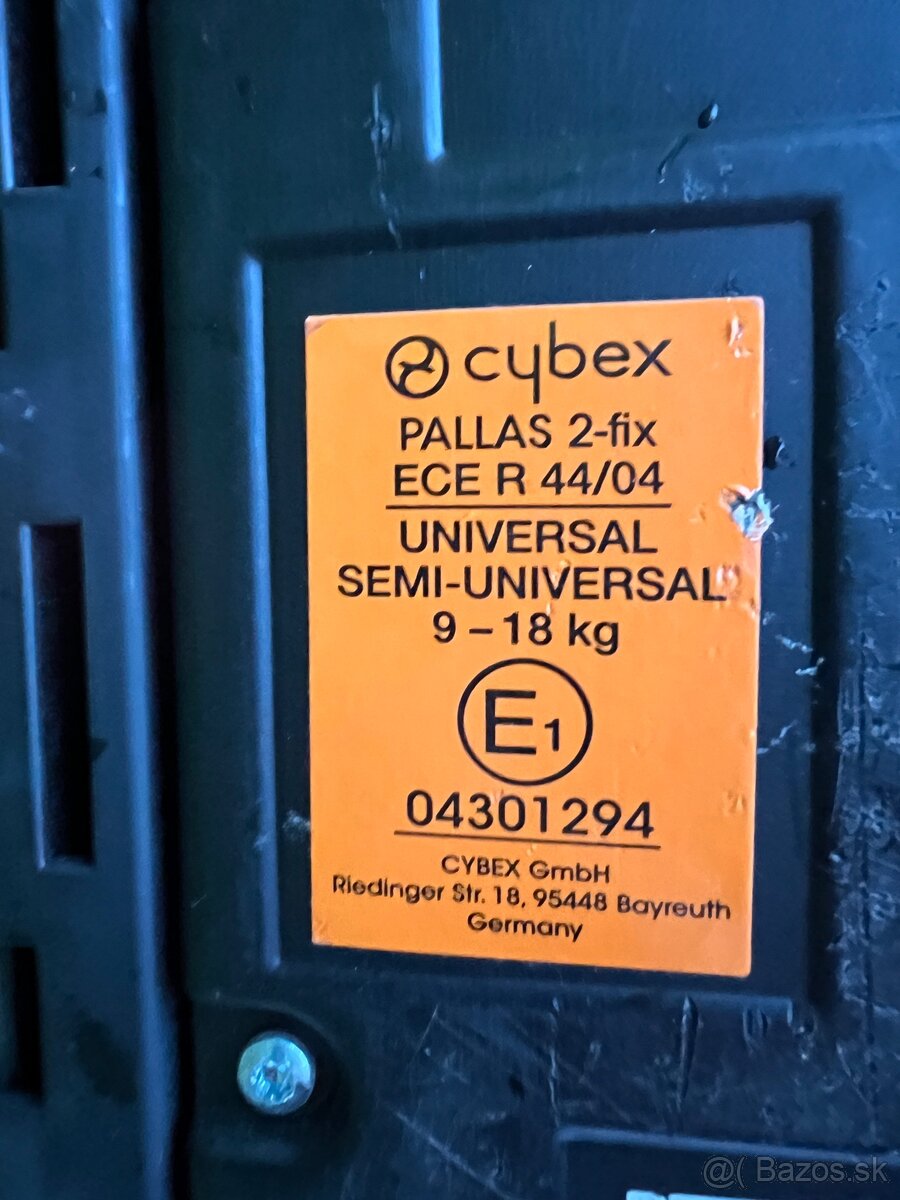 cybex
PALLAS 2-fix
ECE R 44/04
UNIVERSAL
SEMI-UNIVERSAL
9 – 18 kg
E1
04301294
CYBEX GmbH
Riedinger Str. 18, 95448 Bayreuth
Germany
@( Bazos.sk